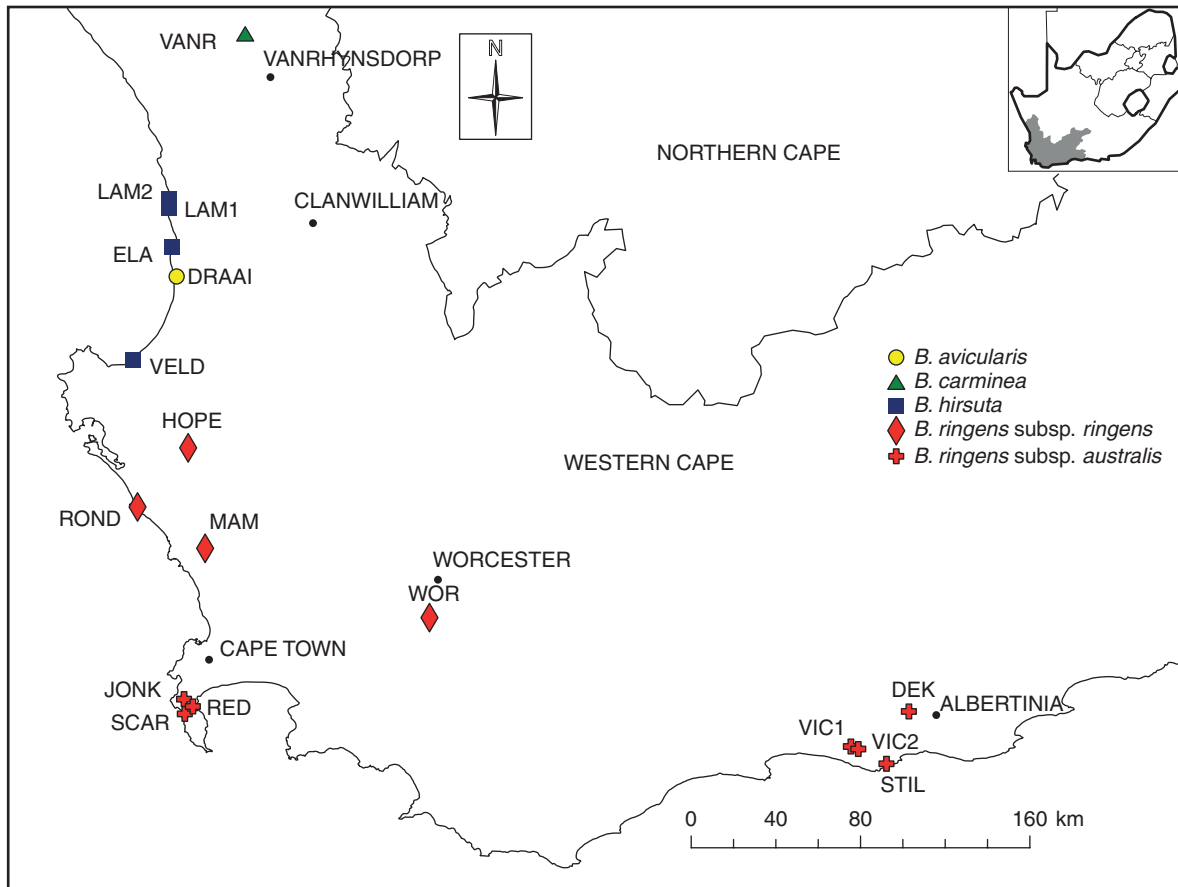 VANR
VANRHYNSDORP
N
NORTHERN CAPE
LAM2
LAM1
CLANWILLIAM
ELA
DRAAI
VELD
B. avicularis
B. carminea
B. hirsuta
B. ringens subsp. ringens
B. ringens subsp. australis
HOPE
WESTERN CAPE
ROND
MAM
WORCESTER
WOR
CAPE TOWN
JONK
RED
SCAR
DEK
ALBERTINIA
VIC1
VIC2
STIL
0 40 80 160 km